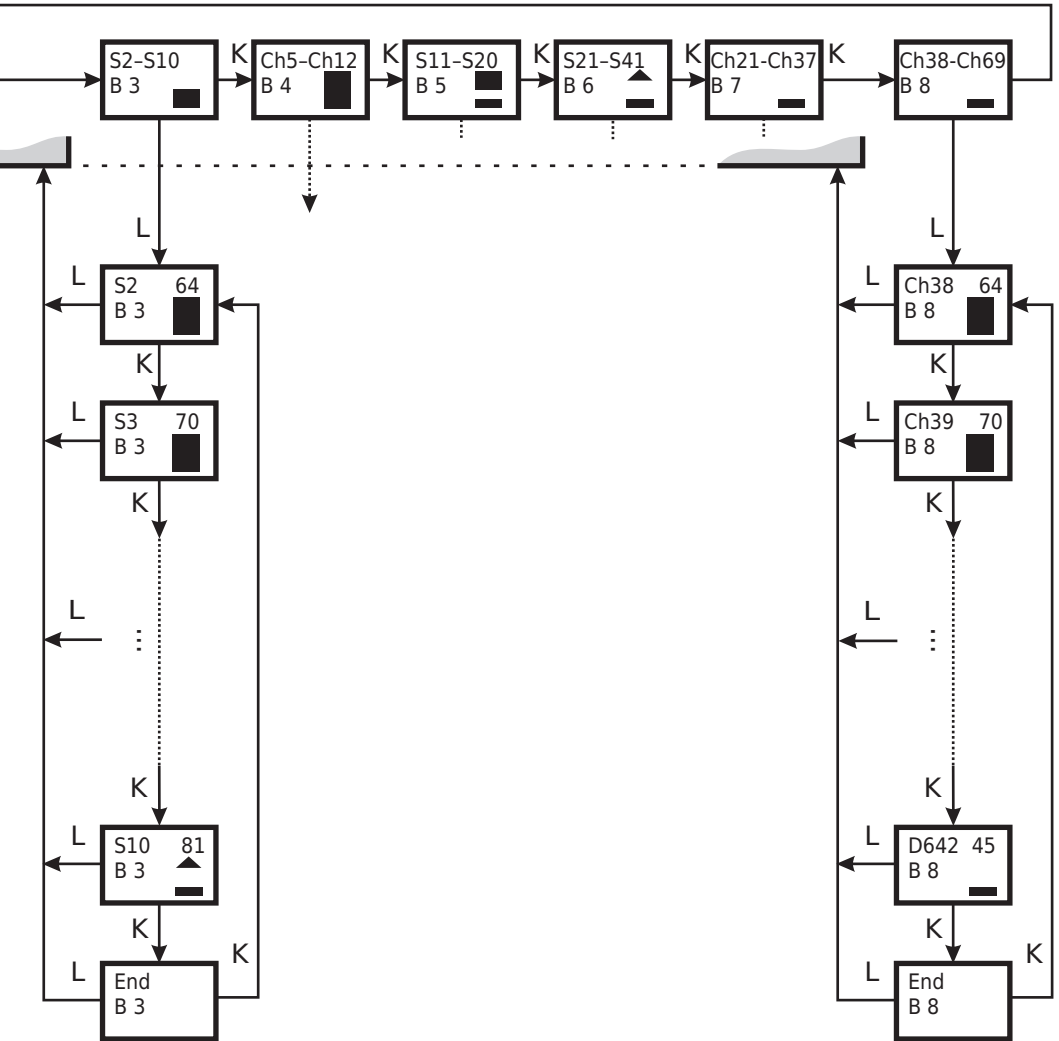 S2–S10
B 3
K
Ch5–Ch12
B 4
K
S11–S20
B 5
K
S21–S41
B 6
K
Ch21-Ch37
B 7
K
Ch38-Ch69
B 8
L
L
L
S2 64
B 3
L
Ch38 64
B 8
K
K
L
S3 70
B 3
L
Ch39 70
B 8
K
K
L
L
K
K
L
S10 81
B 3
L
D642 45
B 8
K
K
L
End
B 3
K
L
End
B 8
K